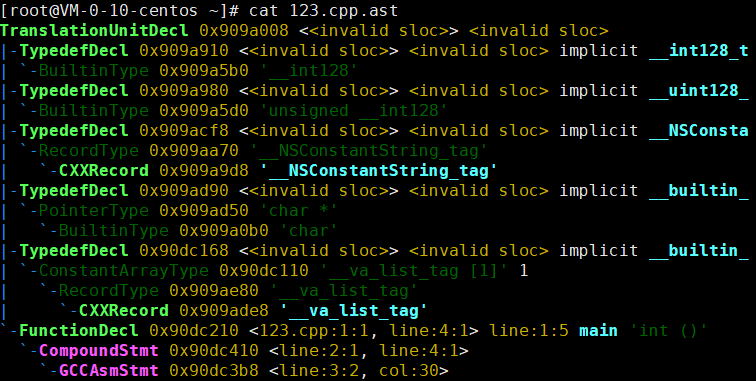 [root@VM-0-10-centos ~]# cat 123.cpp.ast
TranslationUnitDecl 0x909a008 <<invalid sloc>> <invalid sloc>
|-TypedefDecl 0x909a910 <<invalid sloc>> <invalid sloc> implicit __int128_t
| `-BuiltinType 0x909a5b0 '__int128'
|-TypedefDecl 0x909a980 <<invalid sloc>> <invalid sloc> implicit __uint128_
| `-BuiltinType 0x909a5d0 'unsigned __int128'
|-TypedefDecl 0x909acf8 <<invalid sloc>> <invalid sloc> implicit __NSConsta
| `-RecordType 0x909aa70 '__NSConstantString_tag'
|   `-CXXRecord 0x909a9d8 '__NSConstantString_tag'
|-TypedefDecl 0x909ad90 <<invalid sloc>> <invalid sloc> implicit __builtin_
| `-PointerType 0x909ad50 'char *'
|   `-BuiltinType 0x909a0b0 'char'
|-TypedefDecl 0x90dc168 <<invalid sloc>> <invalid sloc> implicit __builtin_
| `-ConstantArrayType 0x90dc110 '__va_list_tag [1]' 1
|   `-RecordType 0x909ae80 '__va_list_tag'
|     `-CXXRecord 0x909ade8 '__va_list_tag'
`-FunctionDecl 0x90dc210 <123.cpp:1:1, line:4:1> line:1:5 main 'int ()'
  `-CompoundStmt 0x90dc410 <line:2:1, line:4:1>
    `-GCCAsmStmt 0x90dc3b8 <line:3:2, col:30>